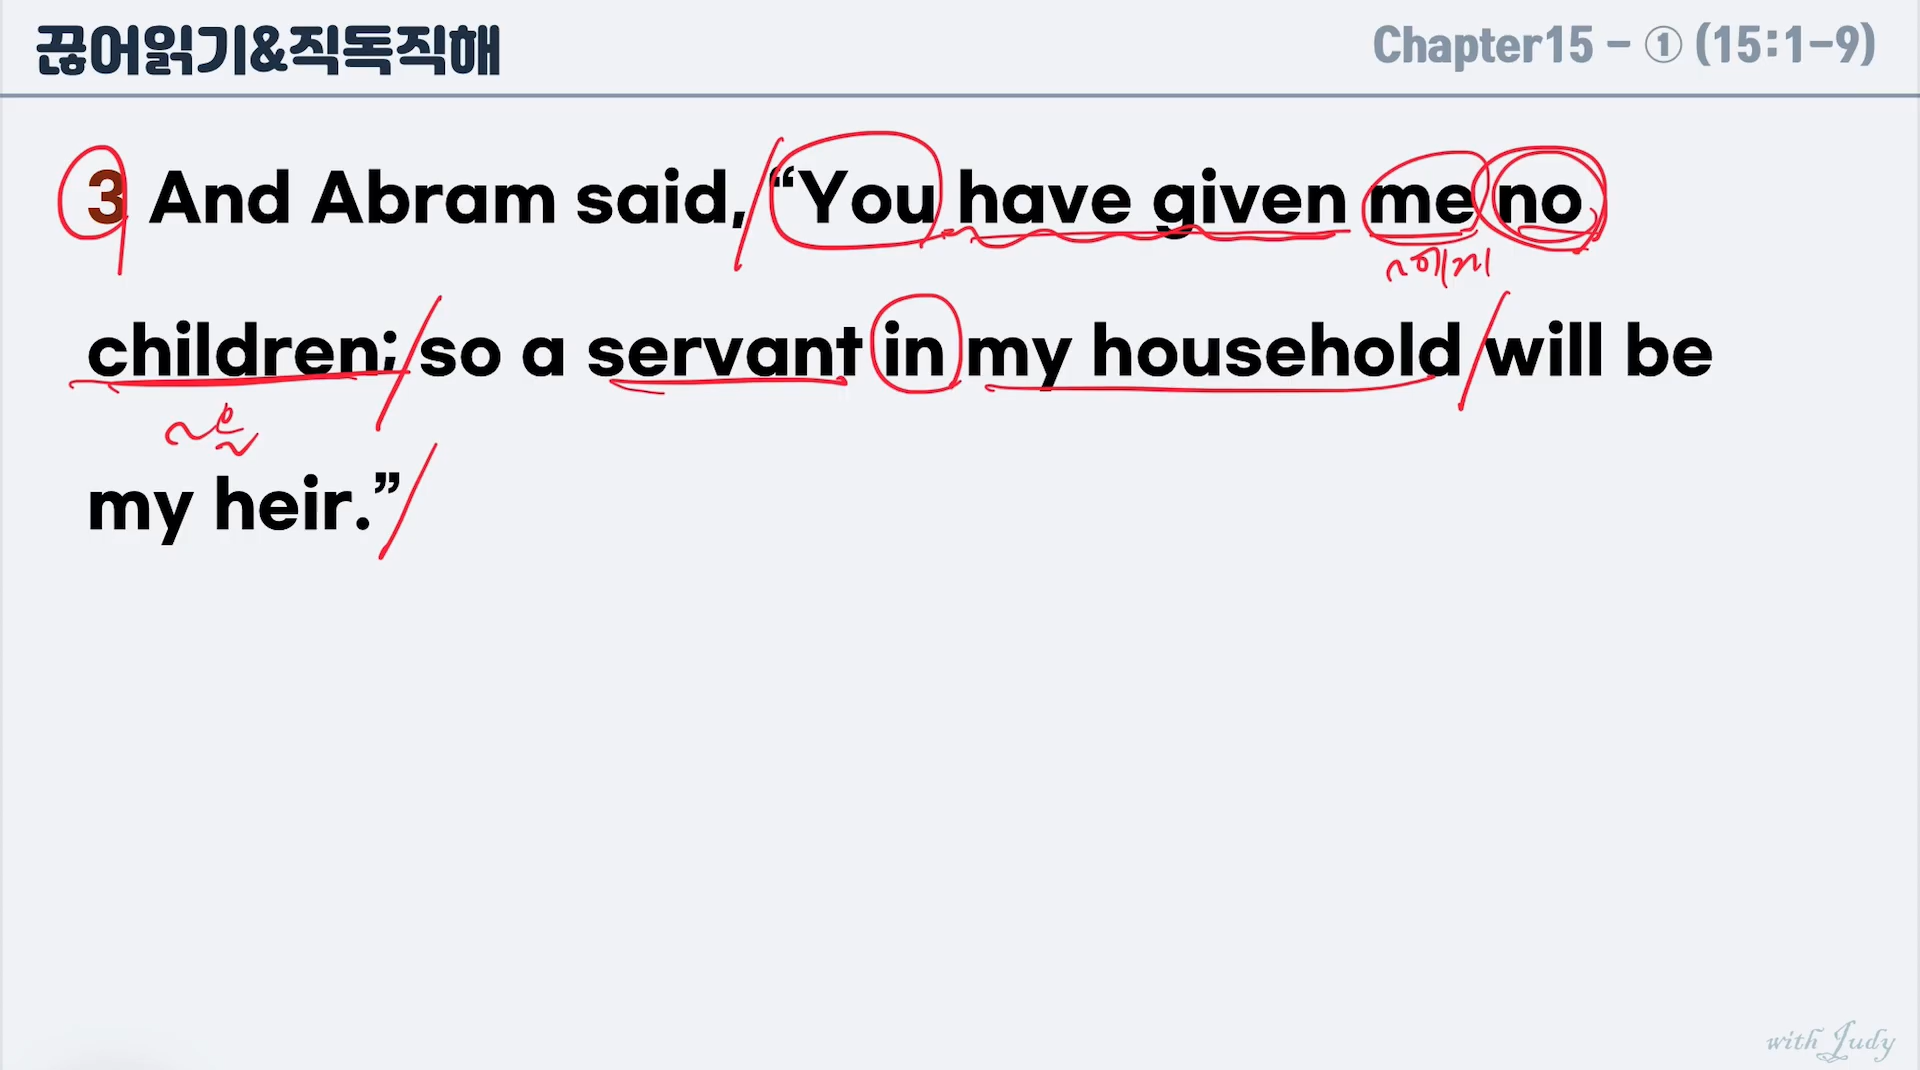 끊어읽기&직독직해
Chapter15 - ① (15:1-9)
3 And Abram said, “You have given me no
~에게
children; so a servant in my household will be
~을
my heir.”
with Judy